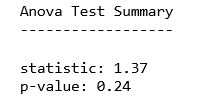 Anova Test Summary
------------------
statistic: 1.37
p-value: 0.24